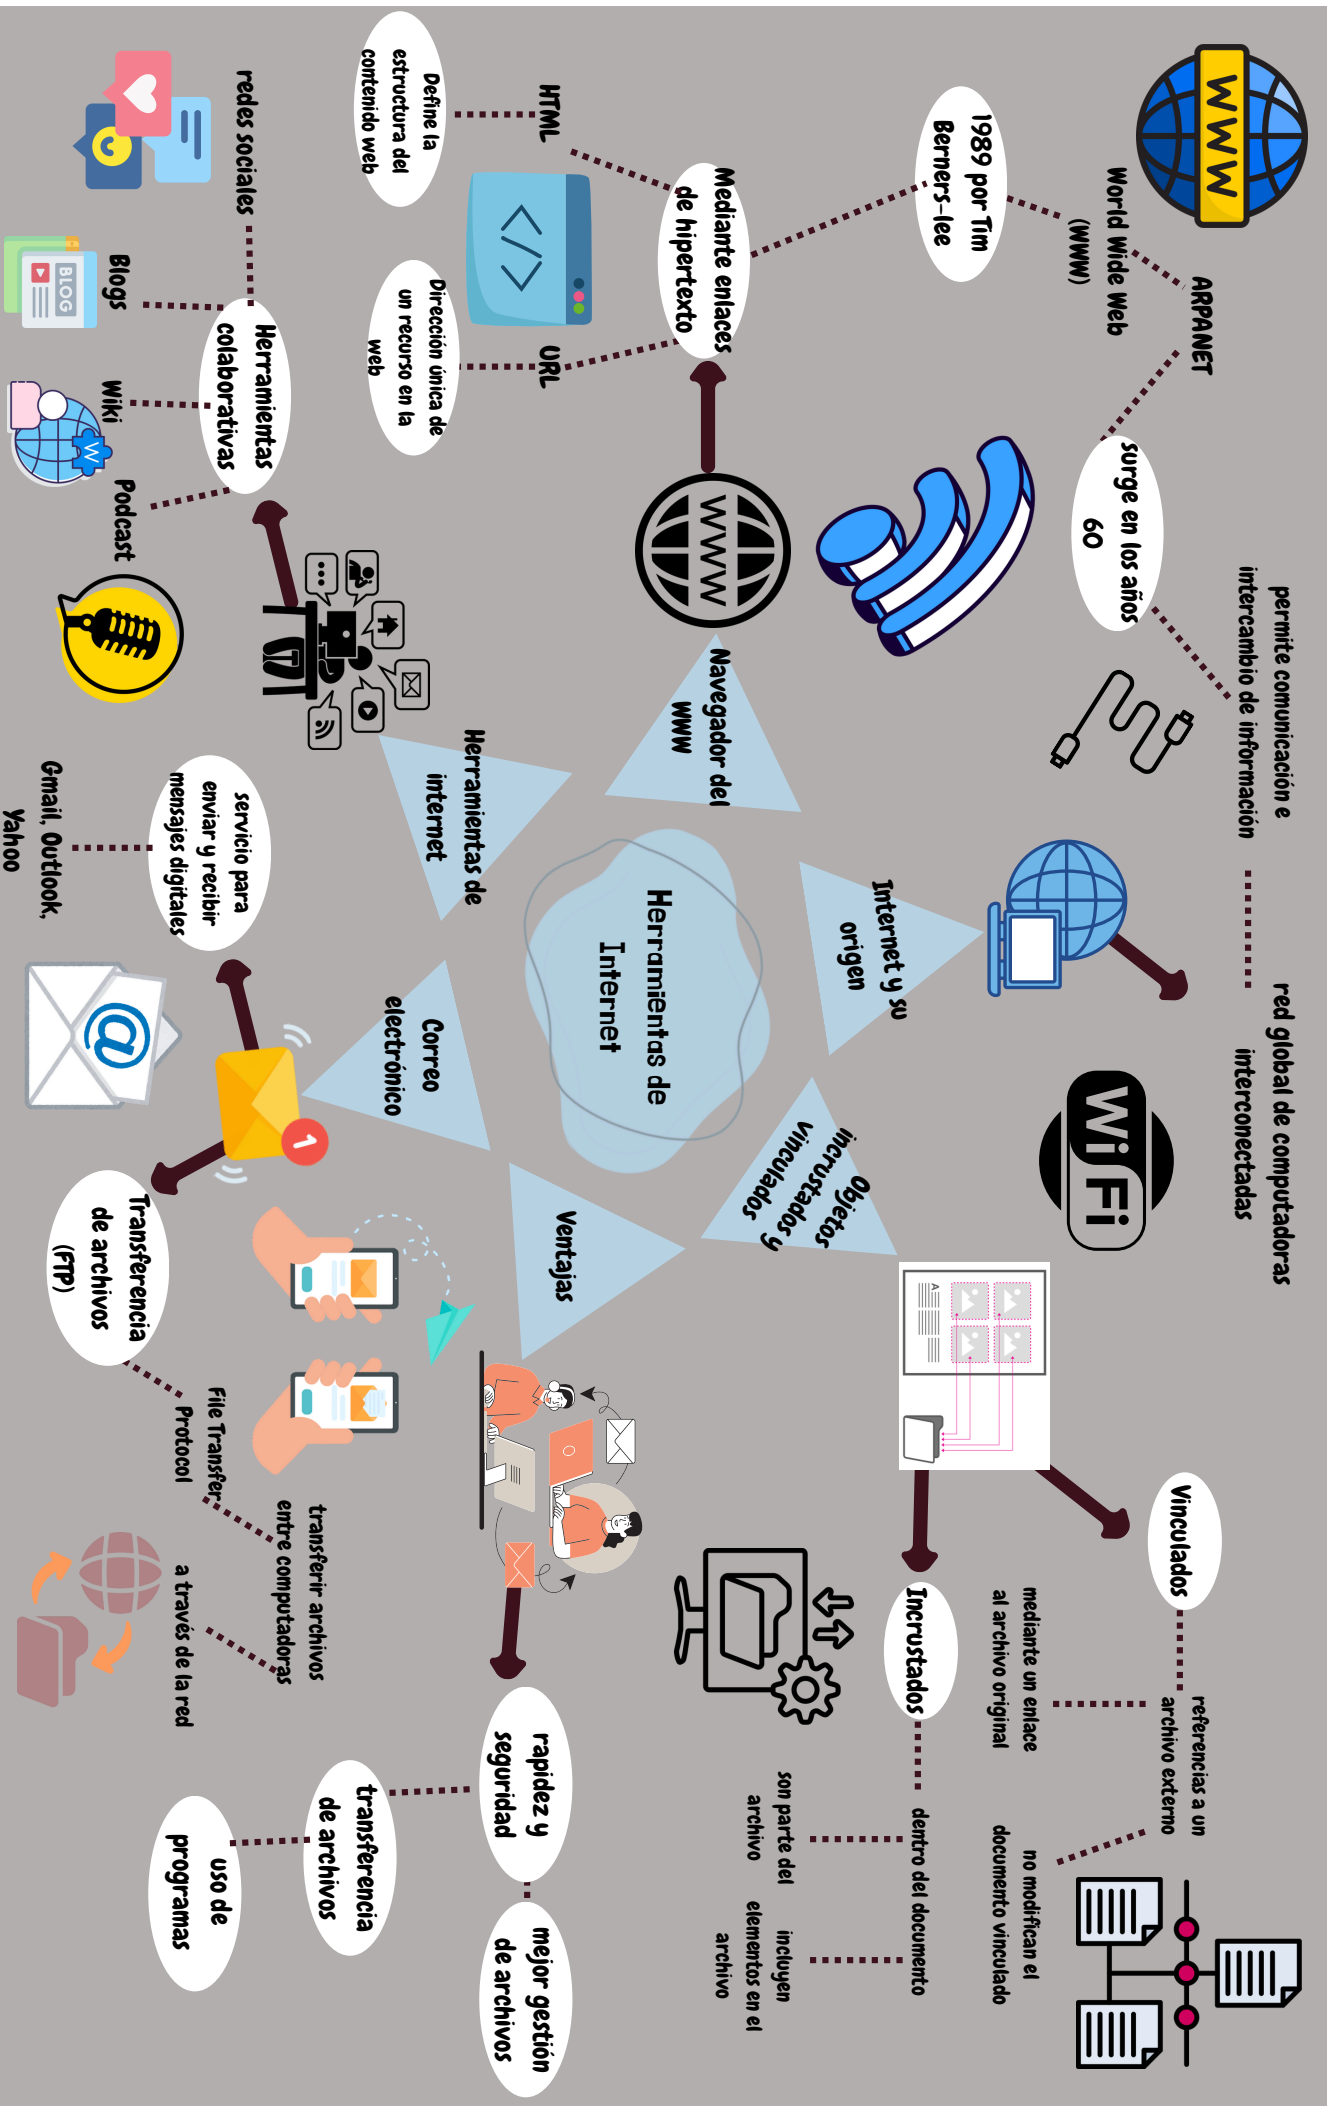 WWW
ARPANET
World Wide Web
(WWW)
1989 por Tim
Berners-lee
surge en los años
60
permite comunicación e
intercambio de información
red global de computadoras
interconectadas
Wi Fi
Internet y su
origen
Navegador del
WWW
WWW
Mediante enlaces
de hipertexto
HTML
Define la
estructura del
contenido web
URL
Dirección única de
un recurso en la
web
Herramientas de
Internet
Herramientas de
internet
Herramientas
colaborativas
redes sociales
Blogs
BLOG
Wiki
W
Podcast
Correo
electrónico
1
servicio para
enviar y recibir
mensajes digitales
Gmail, Outlook,
Yahoo
@
Transferencia
de archivos
(FTP)
File Transfer
Protocol
transferir archivos
entre computadoras
a través de la red
Ventajas
rapidez y
seguridad
mejor gestión
de archivos
transferencia
de archivos
uso de
programas
Objetos
incrustados y
vinculados
A
Vinculados
referencias a un
archivo externo
mediante un enlace
al archivo original
no modifican el
documento vinculado
Incrustados
dentro del documento
son parte del
archivo
incluyen
elementos en el
archivo